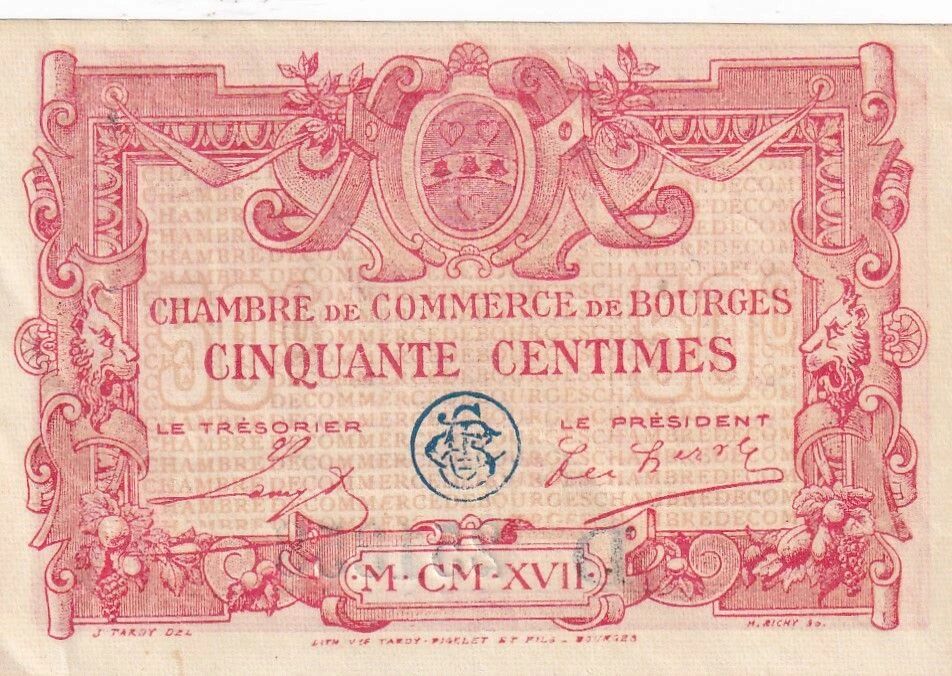 CHAMBRE DE COMMERCE DE BOURGES
CINQUANTE CENTIMES
LE TRÉSORIER
LE PRÉSIDENT
M·CM·XVII·
J TARDY DEL
H. RICHY SC.
LITH VVE TARDY-PIGELET ET FILS - BOURGES